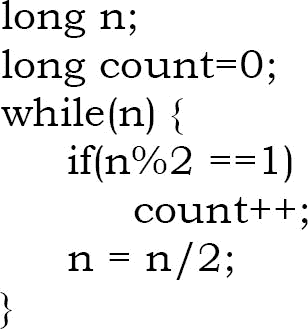 long n;
long count=0;
while(n) {
if(n%2 ==1)
count++;
n = n/2;
}